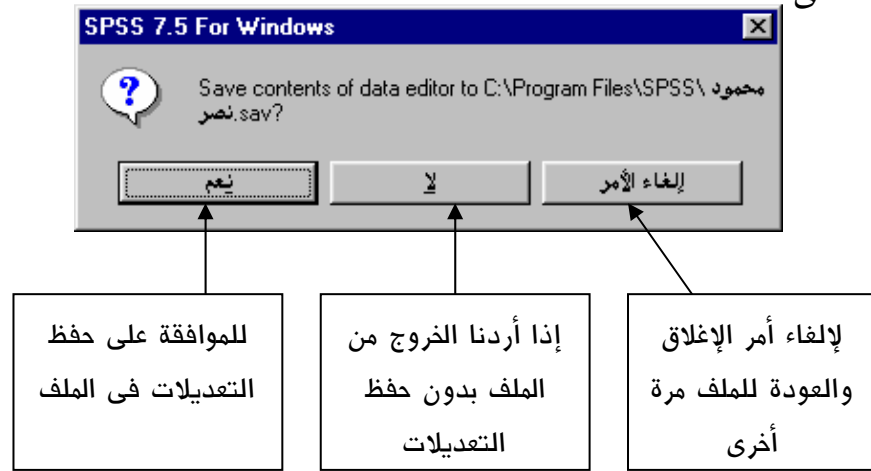 SPSS 7.5 For Windows
Save contents of data editor to C:\Program Files\SPSS\ محمود
نصر.sav?
نعم
لا
إلغاء الأمر
للموافقة على حفظ
التعديلات فى الملف
إذا أردنا الخروج من
الملف بدون حفظ
التعديلات
لإلغاء أمر الإغلاق
والعودة للملف مرة
أخرى